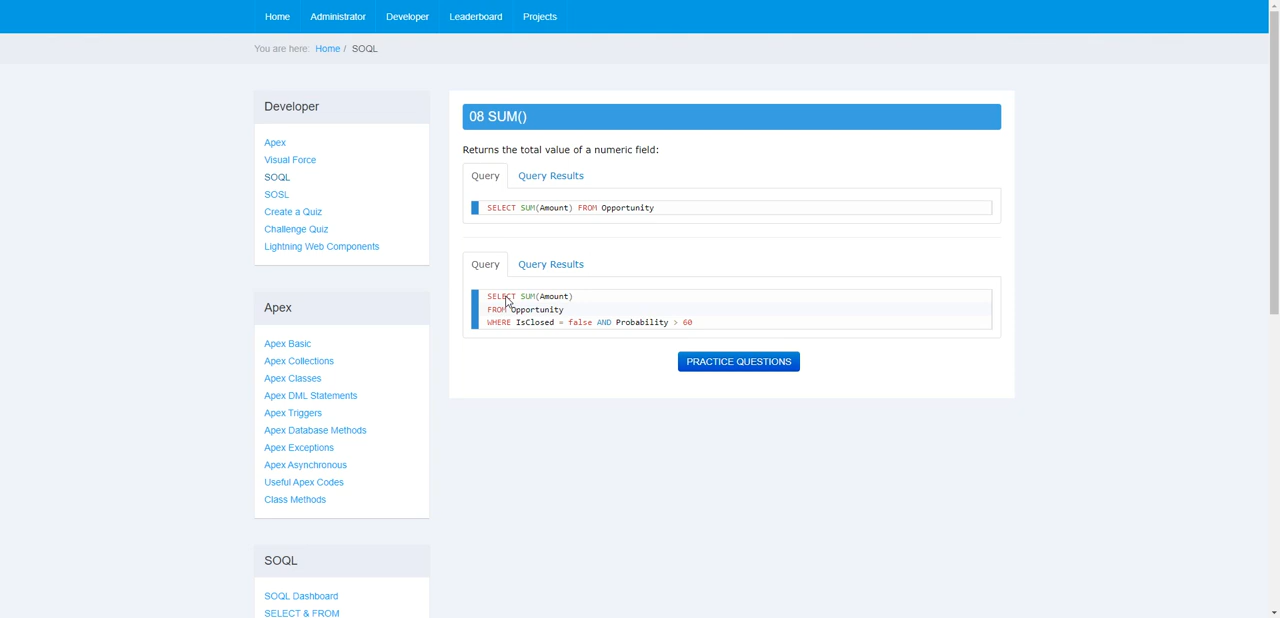 Home Administrator Developer Leaderboard Projects
You are here: Home / SOQL
Developer
Apex
Visual Force
SOQL
SOSL
Create a Quiz
Challenge Quiz
Lightning Web Components
Apex
Apex Basic
Apex Collections
Apex Classes
Apex DML Statements
Apex Triggers
Apex Database Methods
Apex Exceptions
Apex Asynchronous
Useful Apex Codes
Class Methods
SOQL
SOQL Dashboard
SELECT & FROM
08 SUM()
Returns the total value of a numeric field:
Query Query Results
SELECT SUM(Amount) FROM Opportunity
Query Query Results
SELECT SUM(Amount)
FROM Opportunity
WHERE IsClosed = false AND Probability > 60
PRACTICE QUESTIONS